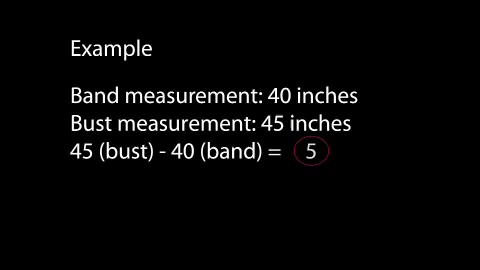 Example
Band measurement: 40 inches
Bust measurement: 45 inches
45 (bust) - 40 (band) = 5